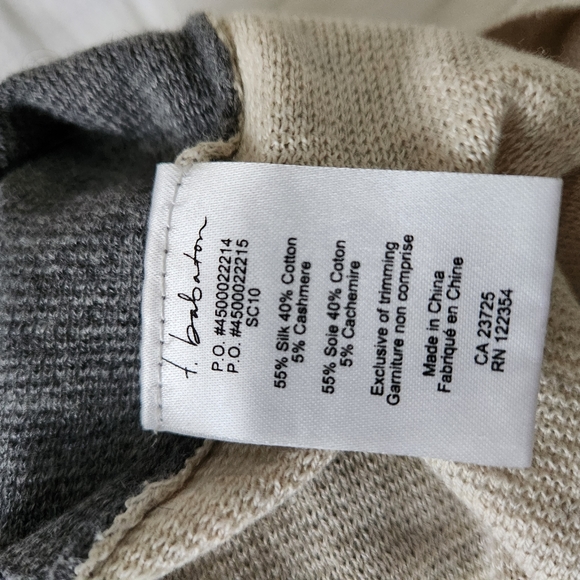 t. babaton
P.O. #4500022214
P.O. #4500022215
SC10
55% Silk 40% Cotton
5% Cashmere
55% Soie 40% Coton
5% Cachemire
Exclusive of trimming
Garniture non comprise
Made in China
Fabriqué en Chine
CA 23725
RN 122354